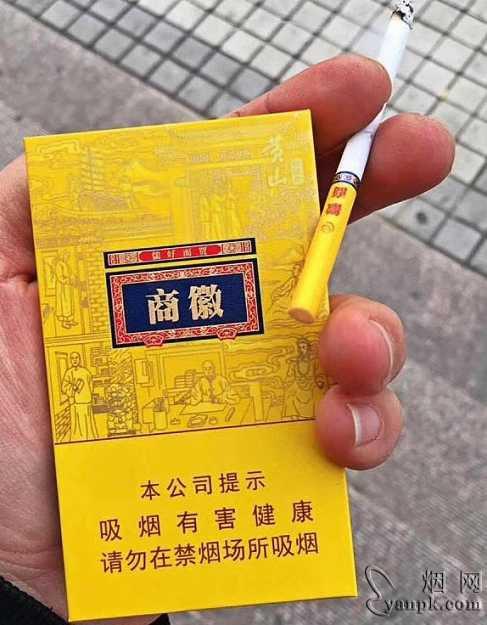 黄山
商徽
本公司提示
吸烟有害健康
请勿在禁烟场所吸烟
烟网
yanpk.com